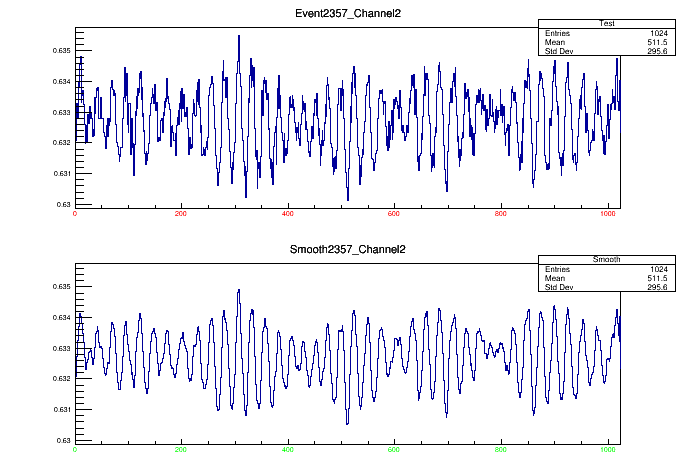 Event2357_Channel2
Test
Entries 1024
Mean 511.5
Std Dev 295.6
0.635
0.634
0.633
0.632
0.631
0.63
0 200 400 600 800 1000
Smooth2357_Channel2
Smooth
Entries 1024
Mean 511.5
Std Dev 295.6
0.635
0.634
0.633
0.632
0.631
0.63
0 200 400 600 800 1000